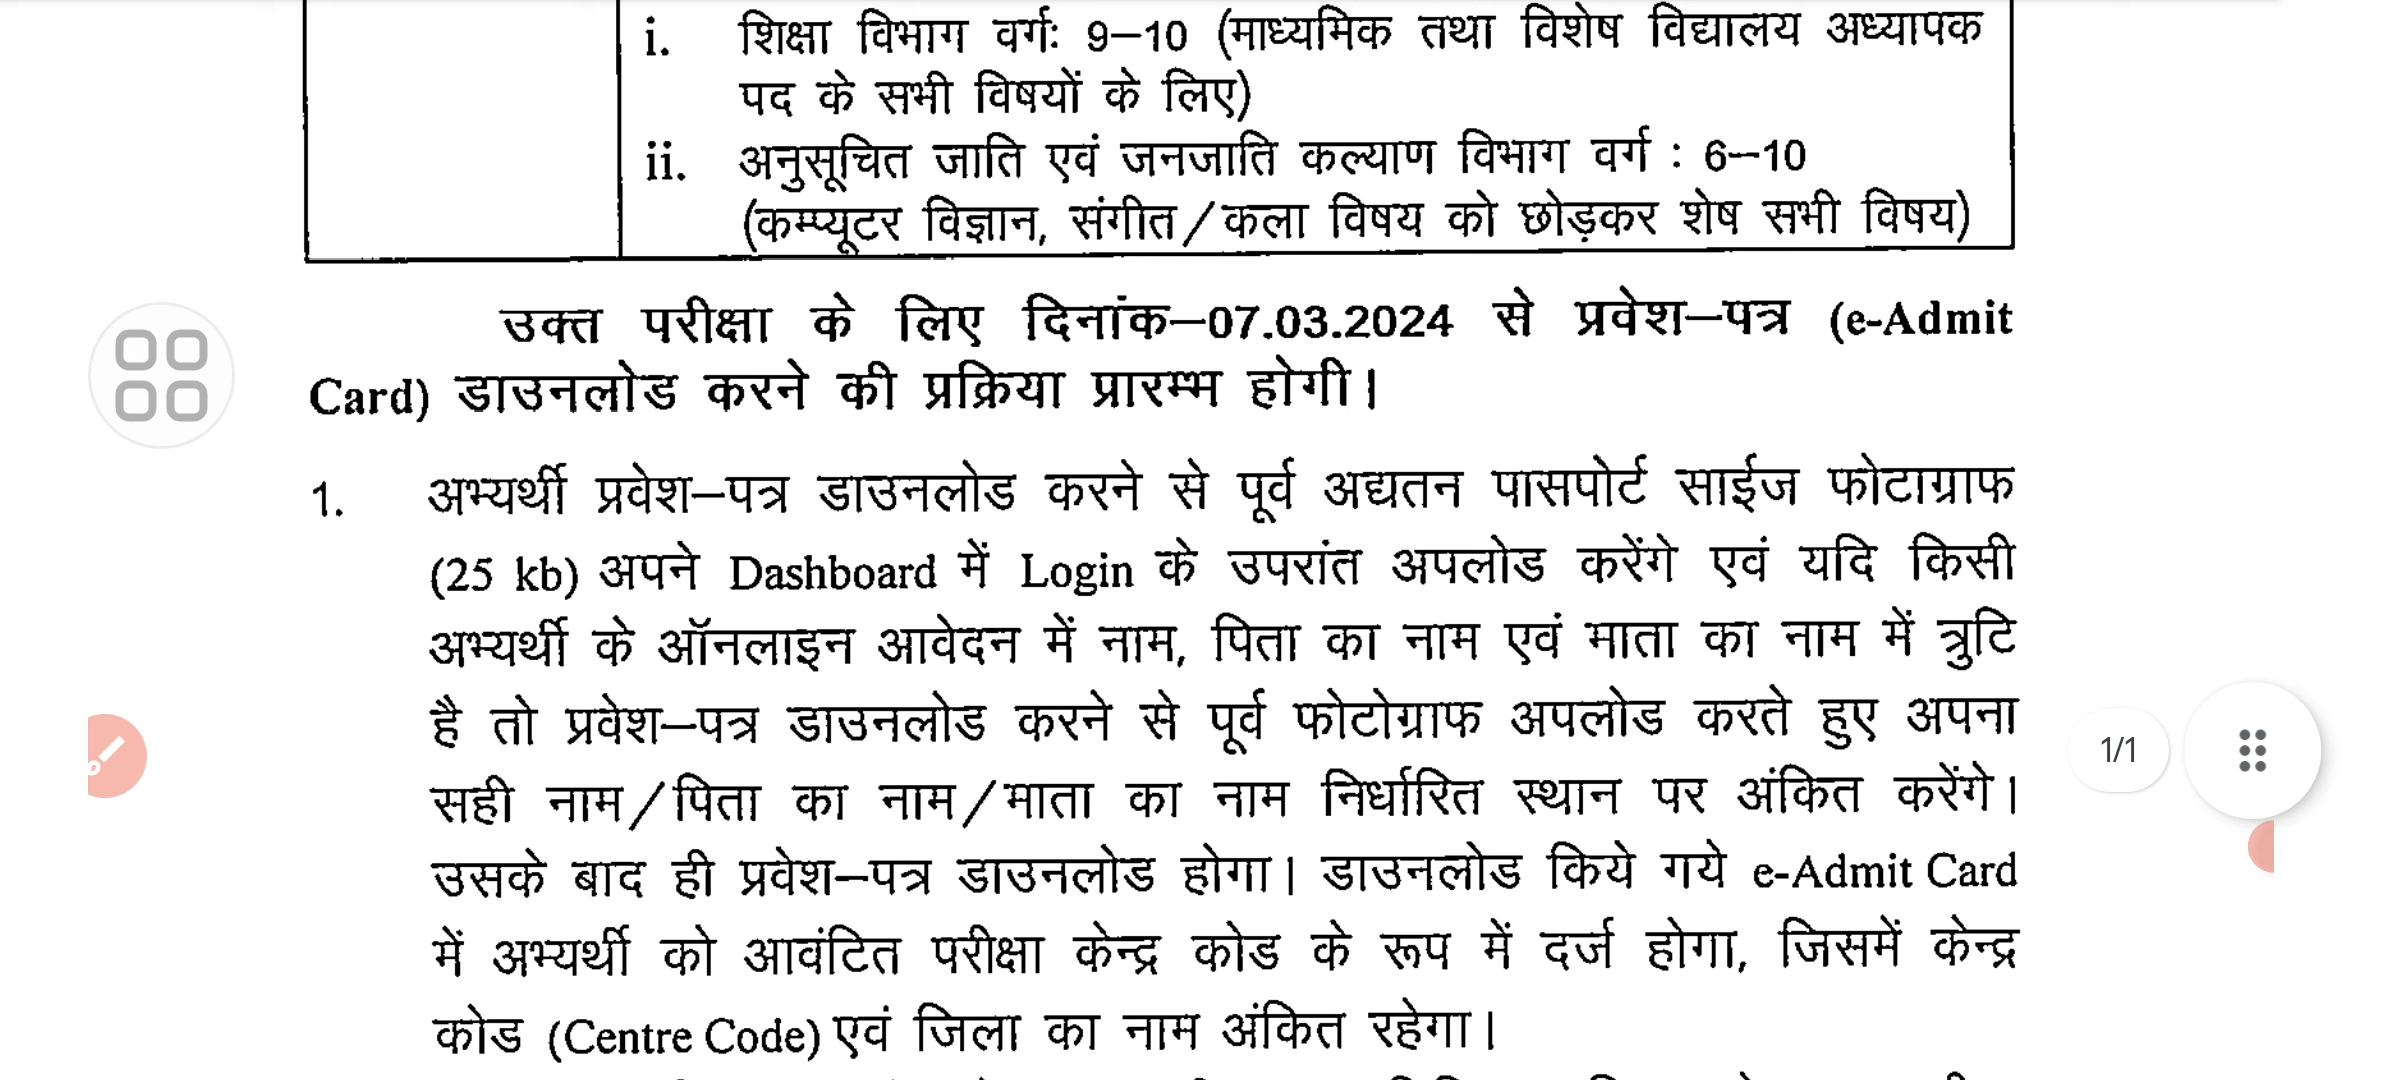 i. शिक्षा विभाग वर्गः 9–10 (माध्यमिक तथा विशेष विद्यालय अध्यापक
पद के सभी विषयों के लिए)
ii. अनुसूचित जाति एवं जनजाति कल्याण विभाग वर्ग : 6–10
(कम्प्यूटर विज्ञान, संगीत/कला विषय को छोड़कर शेष सभी विषय)
उक्त परीक्षा के लिए दिनांक–07.03.2024 से प्रवेश–पत्र (e-Admit
Card) डाउनलोड करने की प्रक्रिया प्रारम्भ होगी।
1. अभ्यर्थी प्रवेश–पत्र डाउनलोड करने से पूर्व अद्यतन पासपोर्ट साईज फोटाग्राफ
(25 kb) अपने Dashboard में Login के उपरांत अपलोड करेंगे एवं यदि किसी
अभ्यर्थी के ऑनलाइन आवेदन में नाम, पिता का नाम एवं माता का नाम में त्रुटि
है तो प्रवेश–पत्र डाउनलोड करने से पूर्व फोटोग्राफ अपलोड करते हुए अपना
सही नाम/पिता का नाम/माता का नाम निर्धारित स्थान पर अंकित करेंगे।
1/1
उसके बाद ही प्रवेश–पत्र डाउनलोड होगा। डाउनलोड किये गये e-Admit Card
में अभ्यर्थी को आवंटित परीक्षा केन्द्र कोड के रूप में दर्ज होगा, जिसमें केन्द्र
कोड (Centre Code) एवं जिला का नाम अंकित रहेगा।